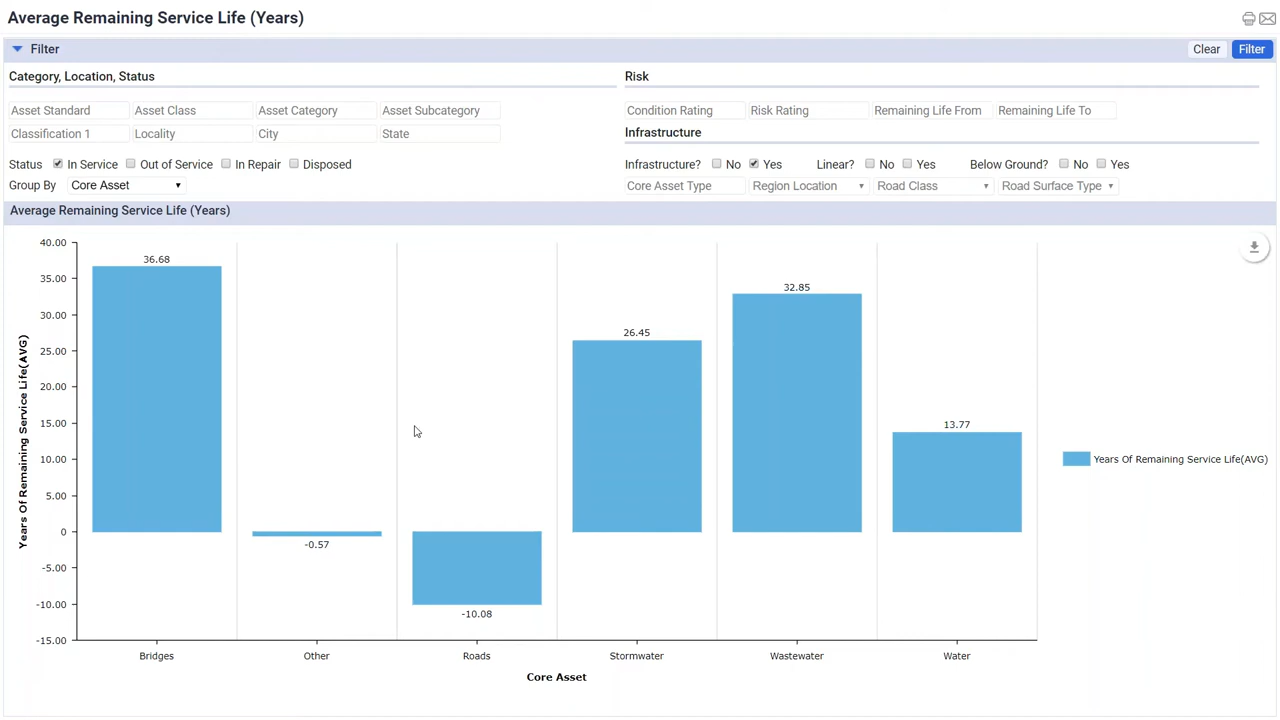 Average Remaining Service Life (Years)
Filter Clear Filter
Category, Location, Status Risk
Asset Standard Asset Class Asset Category Asset Subcategory Condition Rating Risk Rating Remaining Life From Remaining Life To
Classification 1 Locality City State Infrastructure
Status In Service Out of Service In Repair Disposed Infrastructure? No Yes Linear? No Yes Below Ground? No Yes
Group By Core Asset Core Asset Type Region Location Road Class Road Surface Type
Average Remaining Service Life (Years)
40.00
35.00
30.00
25.00
20.00
15.00
10.00
5.00
0
-5.00
-10.00
-15.00
Years Of Remaining Service Life(AVG)
36.68
-0.57
-10.08
26.45
32.85
13.77
Bridges Other Roads Stormwater Wastewater Water
Core Asset
Years Of Remaining Service Life(AVG)